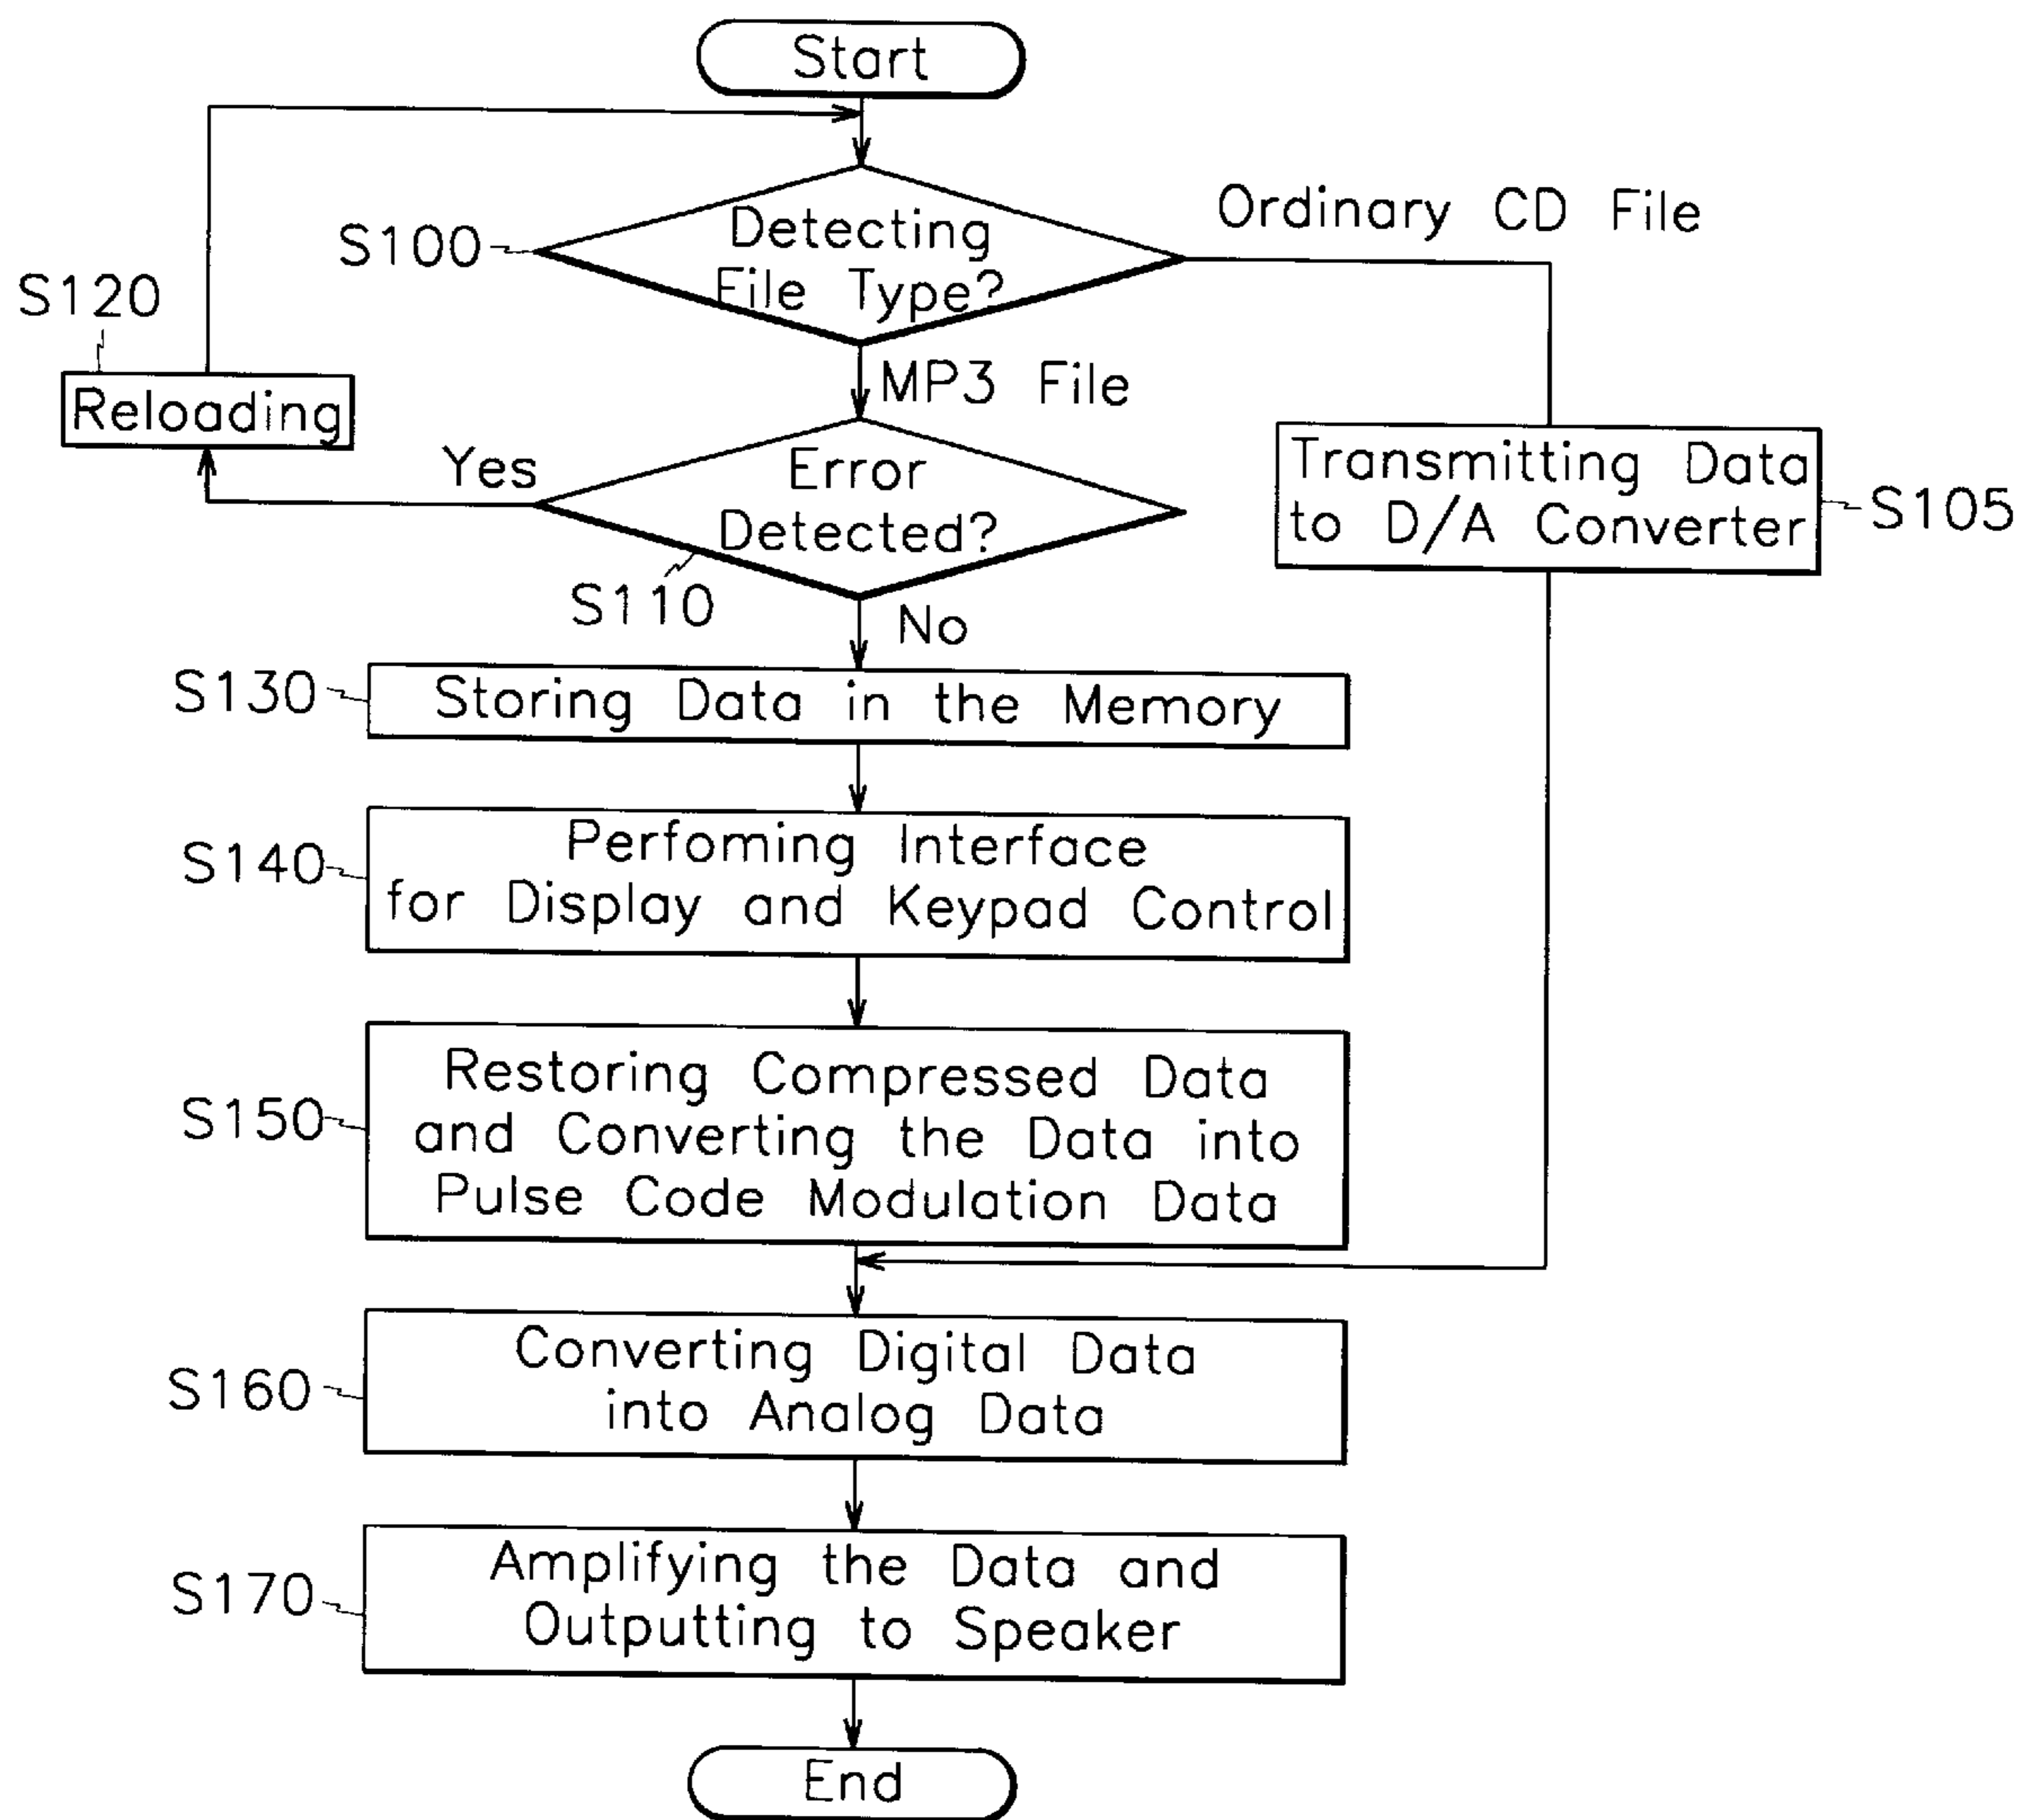 Start
Ordinary CD File
S100
Detecting
File Type?
S120
MP3 File
Reloading
Yes
Error
Detected?
Transmitting Data
to D/A Converter
S105
S110
No
S130
Storing Data in the Memory
S140
Perfoming Interface
for Display and Keypad Control
S150
Restoring Compressed Data
and Converting the Data into
Pulse Code Modulation Data
S160
Converting Digital Data
into Analog Data
S170
Amplifying the Data and
Outputting to Speaker
End